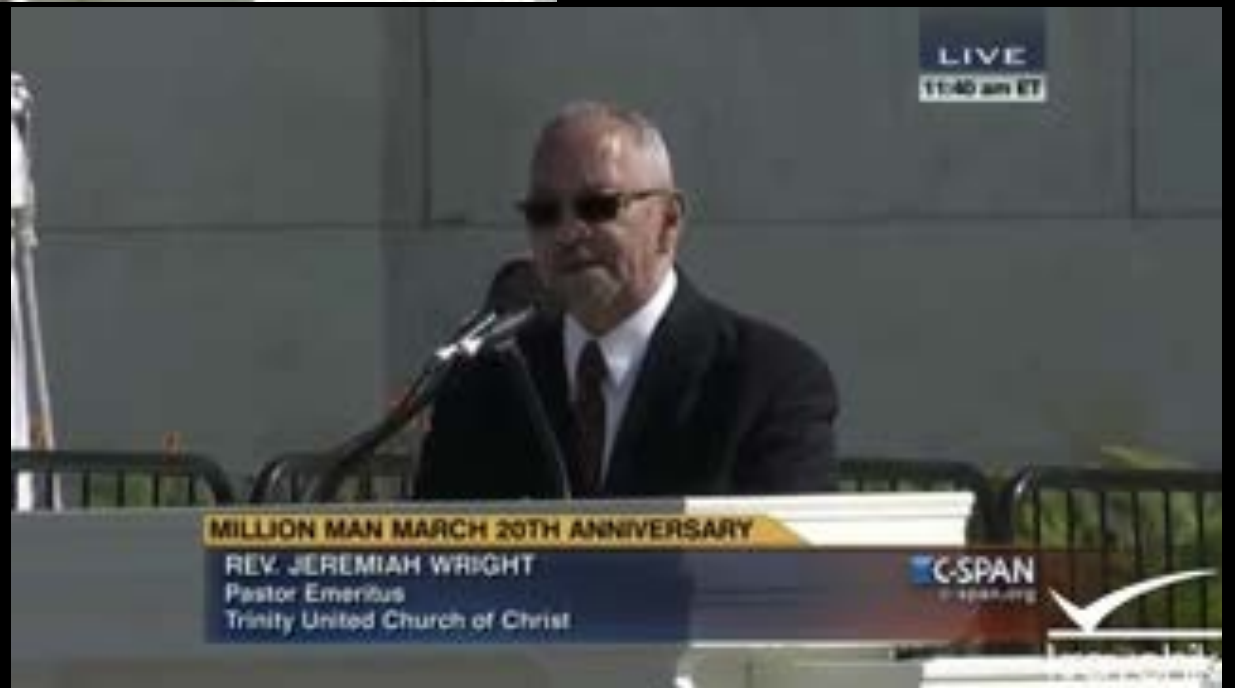 LIVE
11:40 am ET
MILLION MAN MARCH 20TH ANNIVERSARY
REV. JEREMIAH WRIGHT
Pastor Emeritus
Trinity United Church of Christ
C-SPAN
c-span.org